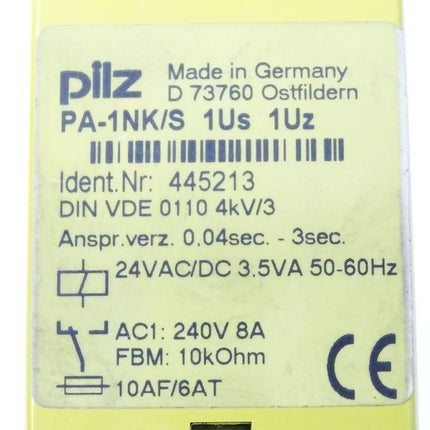 pilz Made in Germany
D 73760 Ostfildern
PA-1NK/S 1Us 1Uz
Ident.Nr: 445213
DIN VDE 0110 4kV/3
Anspr.verz. 0.04sec. - 3sec.
24VAC/DC 3.5VA 50-60Hz
AC1: 240V 8A
FBM: 10kOhm
10AF/6AT
CE